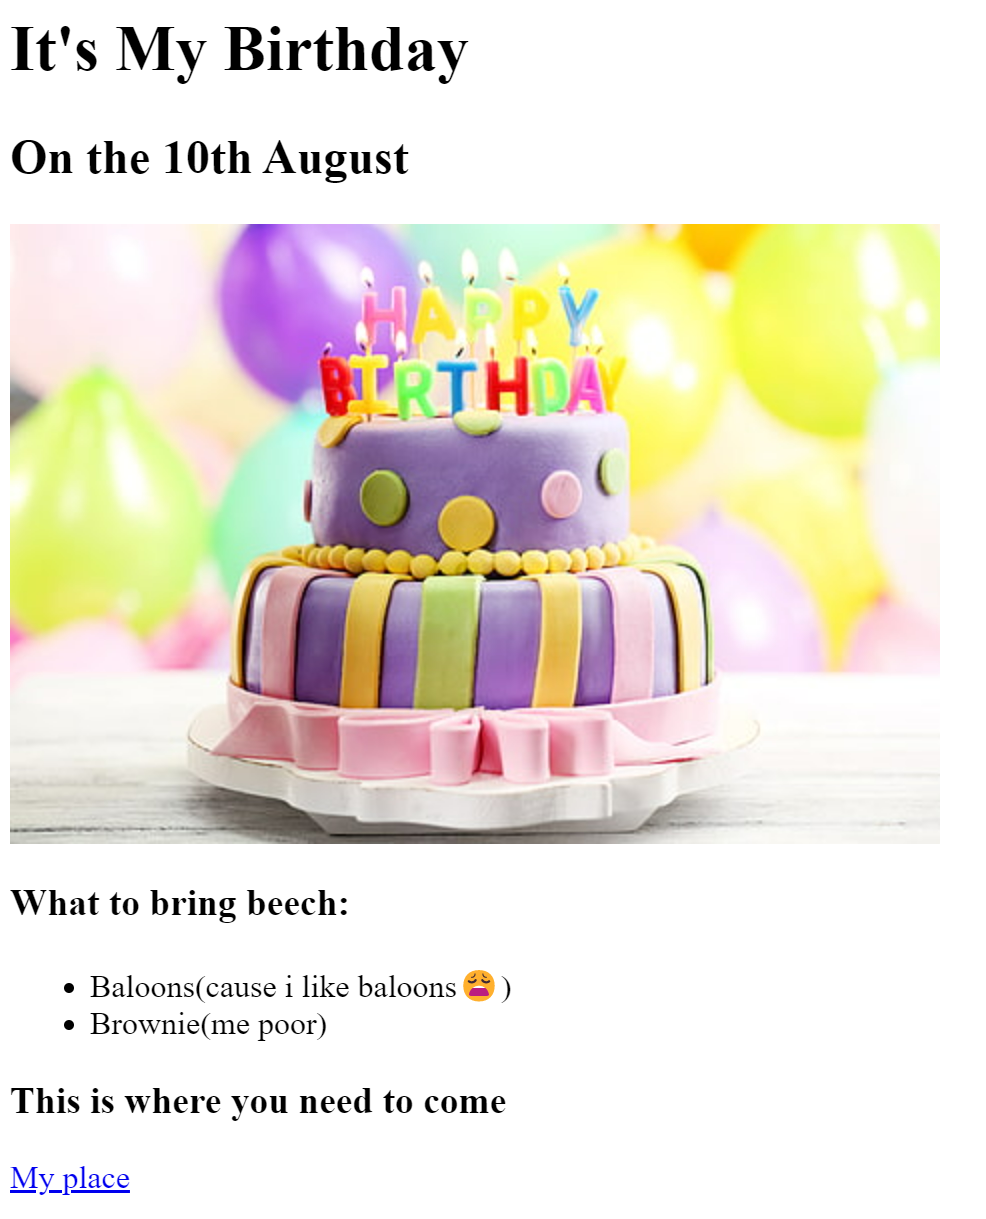 It's My Birthday
On the 10th August
HAPPY
BIRTHDAY
What to bring beech:
Baloons(cause i like baloons😩)
Brownie(me poor)
This is where you need to come
My place